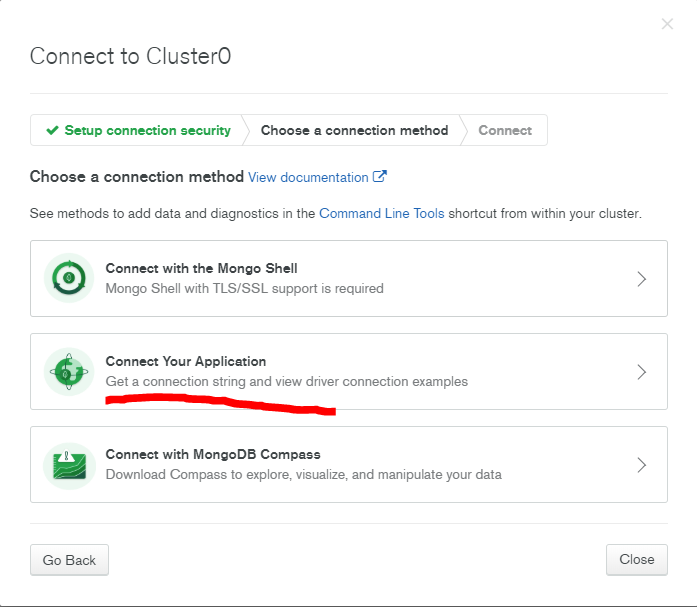 Connect to Cluster0
Setup connection security
Choose a connection method
Connect
Choose a connection method View documentation
See methods to add data and diagnostics in the Command Line Tools shortcut from within your cluster.
Connect with the Mongo Shell
Mongo Shell with TLS/SSL support is required
Connect Your Application
Get a connection string and view driver connection examples
Connect with MongoDB Compass
Download Compass to explore, visualize, and manipulate your data
Go Back
Close